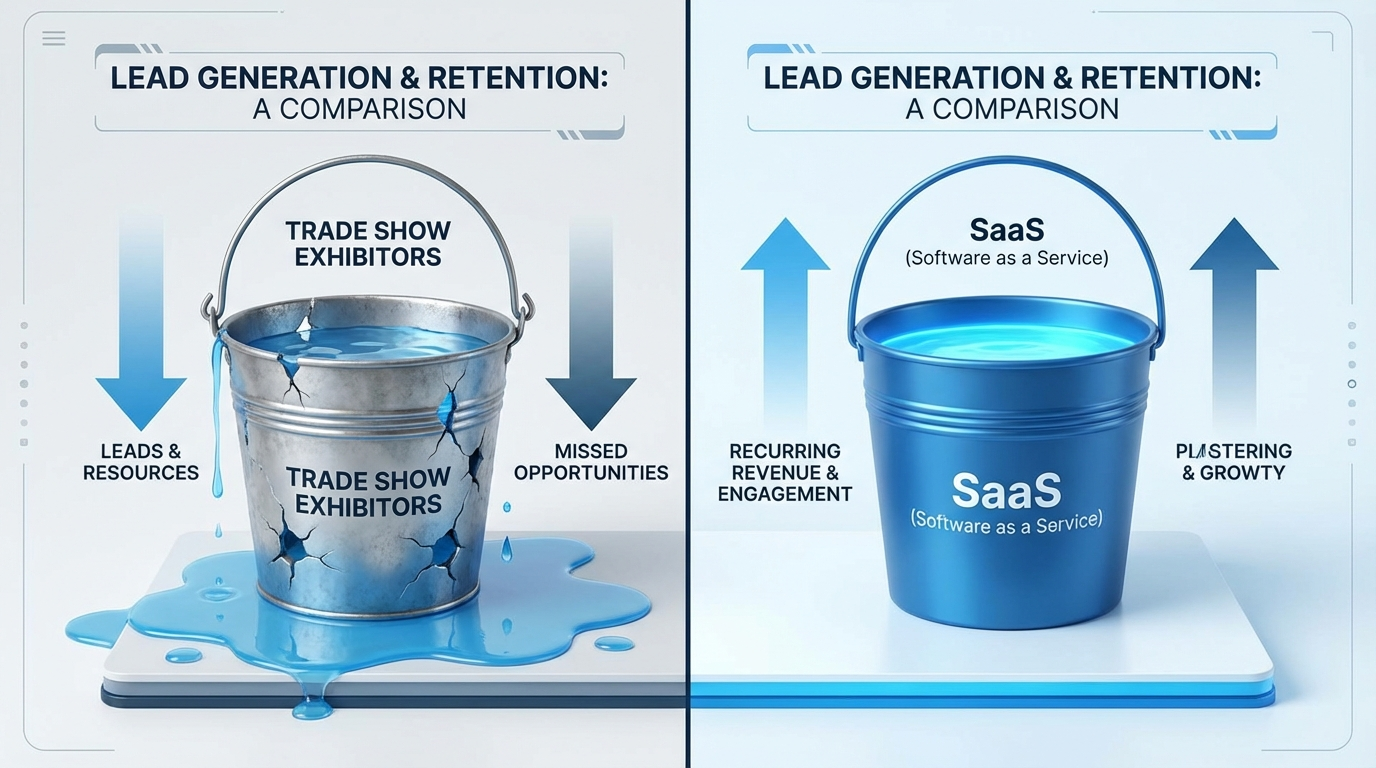 LEAD GENERATION & RETENTION:
A COMPARISON
TRADE SHOW
EXHIBITORS
LEADS &
RESOURCES
MISSED
OPPORTUNITIES
TRADE SHOW
EXHIBITORS
LEAD GENERATION & RETENTION:
A COMPARISON
SaaS
(Software as a Service)
RECURRING
REVENUE &
ENGAGEMENT
SaaS
(Software as a Service)
& GROWTY